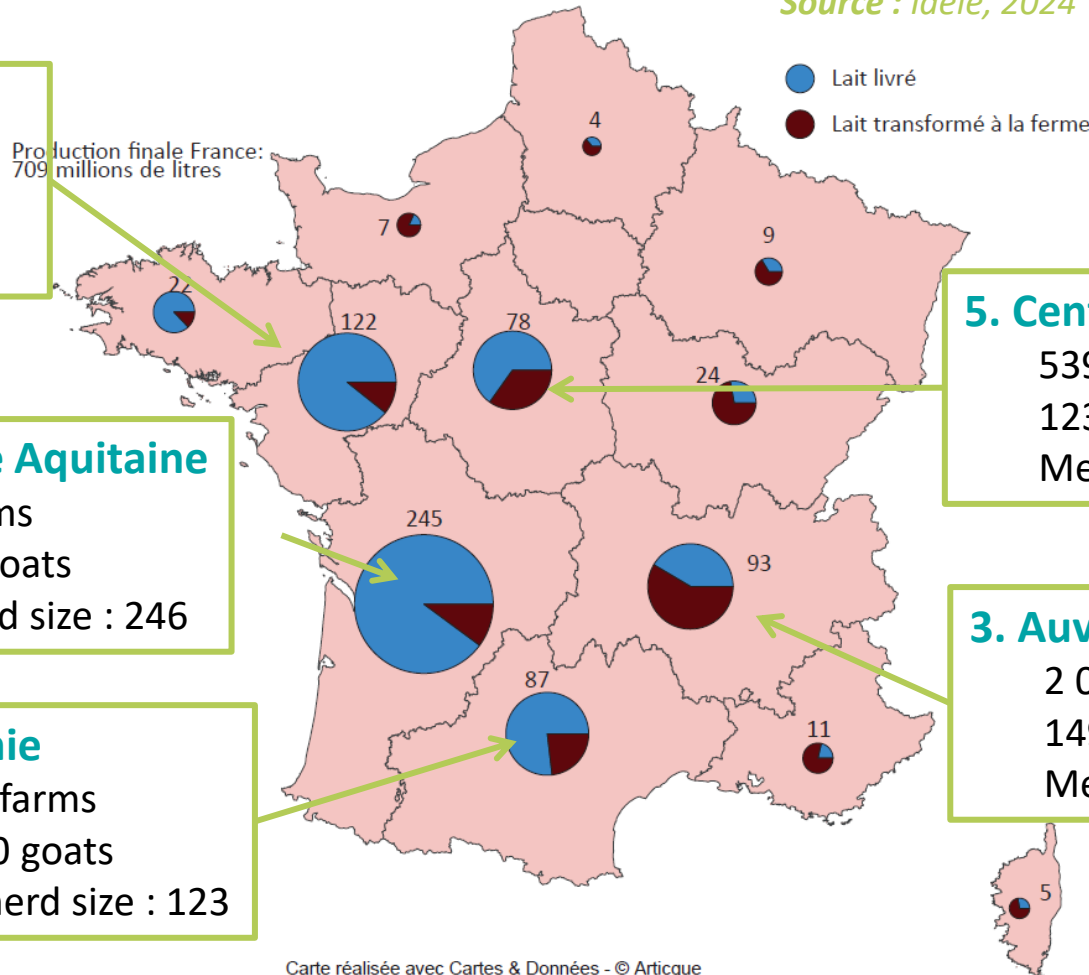 Source : Idele, 2024
Lait livré
Lait transformé à la ferme
Production finale France:
709 millions de litres
4
7
9
22
122
78
24
5. Cent
539
123
Me
e Aquitaine
ms
oats
d size : 246
245
93
3. Auv
2 0
149
Me
87
11
nie
farms
0 goats
herd size : 123
5
Carte réalisée avec Cartes & Données - © Articque